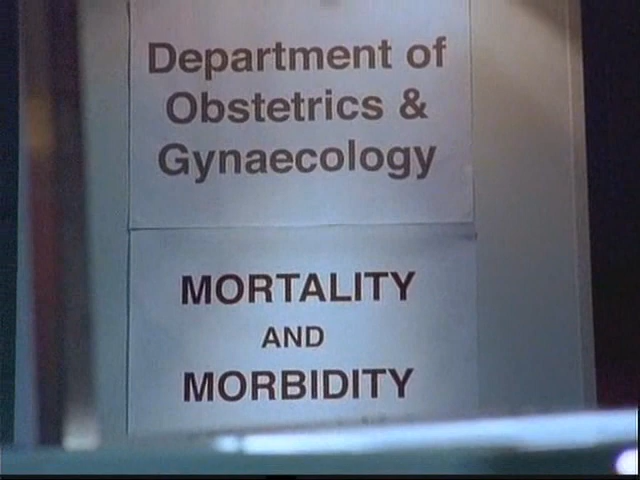 Department of
Obstetrics &
Gynaecology
MORTALITY
AND
MORBIDITY